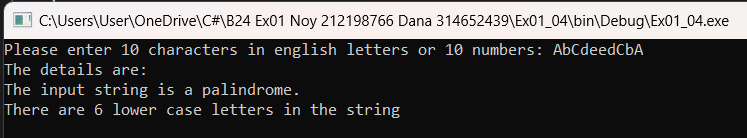 C:\Users\User\OneDrive\C#\B24 Ex01 Noy 212198766 Dana 314652439\Ex01_04\bin\Debug\Ex01_04.exe
Please enter 10 characters in english letters or 10 numbers: AbCdeedCbA
The details are:
The input string is a palindrome.
There are 6 lower case letters in the string